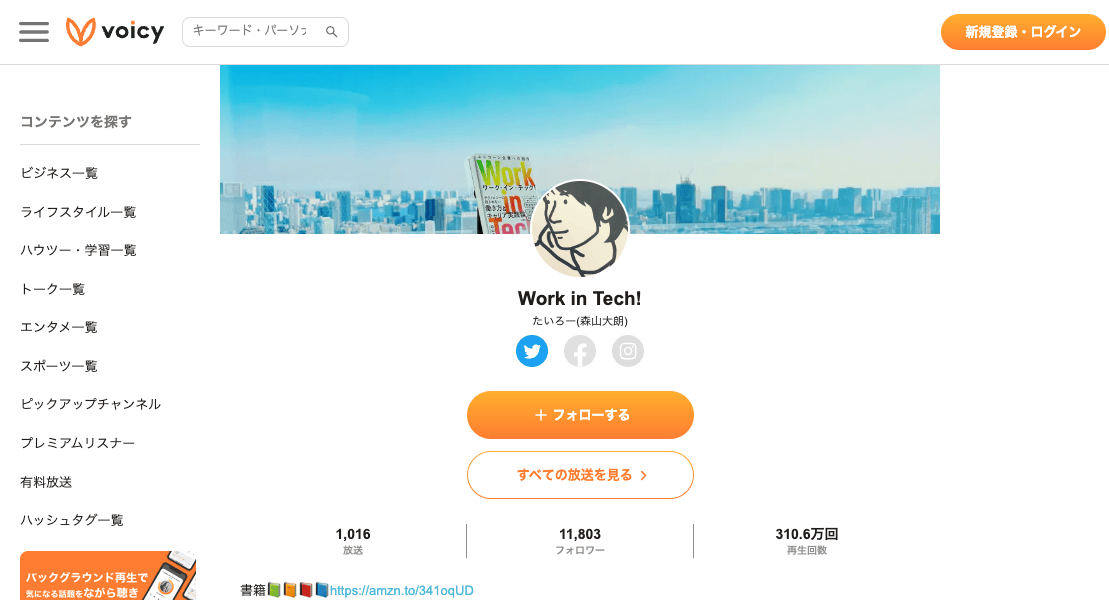 voicy
キーワード・パーソナ
新規登録・ログイン
コンテンツを探す
ビジネス一覧
ライフスタイル一覧
ハウツー・学習一覧
トーク一覧
エンタメ一覧
スポーツ一覧
ピックアップチャンネル
プレミアムリスナー
有料放送
ハッシュタグ一覧
バックグラウンド再生で
気になる話題をながら聴き
Work
ワーク・イン・テック
in
Tech
Work in Tech!
たいろー(森山大朗)
＋ フォローする
すべての放送を見る
1,016
放送
11,803
フォロワー
310.6万回
再生回数
書籍📗📙📕📘https://amzn.to/341oqUD